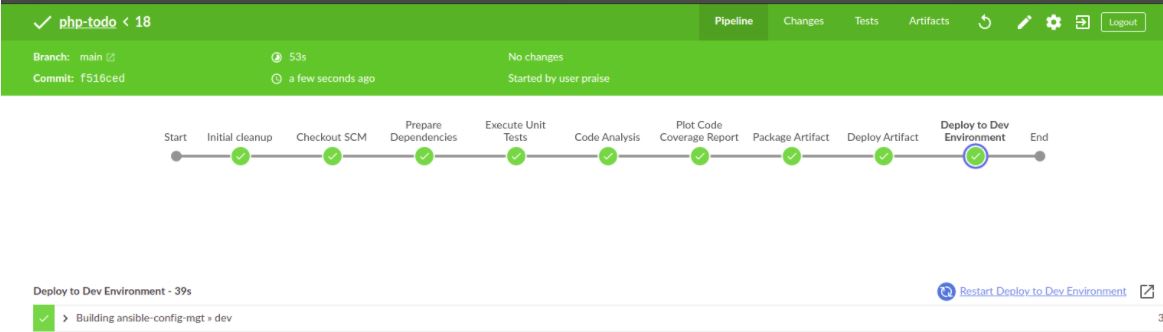 php-todo < 18
Pipeline
Changes
Tests
Artifacts
Logout
Branch: main
53s
No changes
Commit: f516ced
a few seconds ago
Started by user praise
Start
Initial cleanup
Checkout SCM
Prepare
Dependencies
Execute Unit
Tests
Code Analysis
Plot Code
Coverage Report
Package Artifact
Deploy Artifact
Deploy to Dev
Environment
End
Deploy to Dev Environment - 39s
Restart Deploy to Dev Environment
Building ansible-config-mgt » dev
3